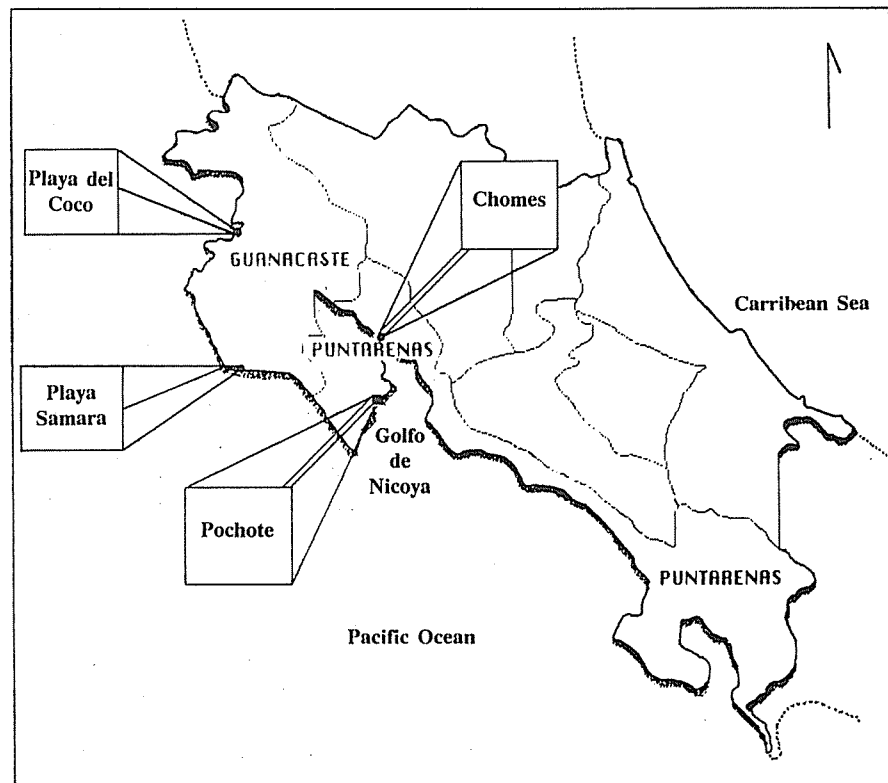 Playa del
Coco
Chomes
GUANACASTE
Carribean Sea
PUNTARENAS
Playa
Samara
Golfo
de
Nicoya
Pochote
PUNTARENAS
Pacific Ocean